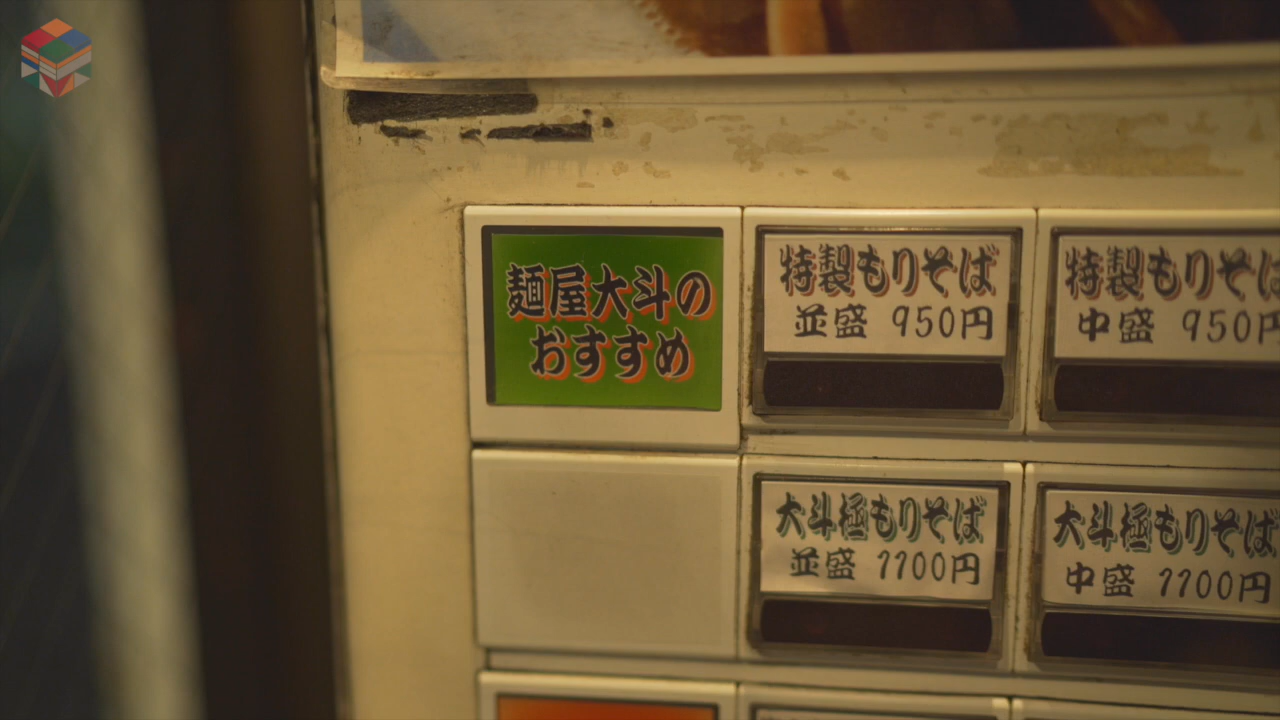 麺屋大斗の
おすすめ
特製もりそば
並盛 950円
特製もりそば
中盛 950円
大斗極もりそば
並盛 1100円
大斗極もりそば
中盛 1100円